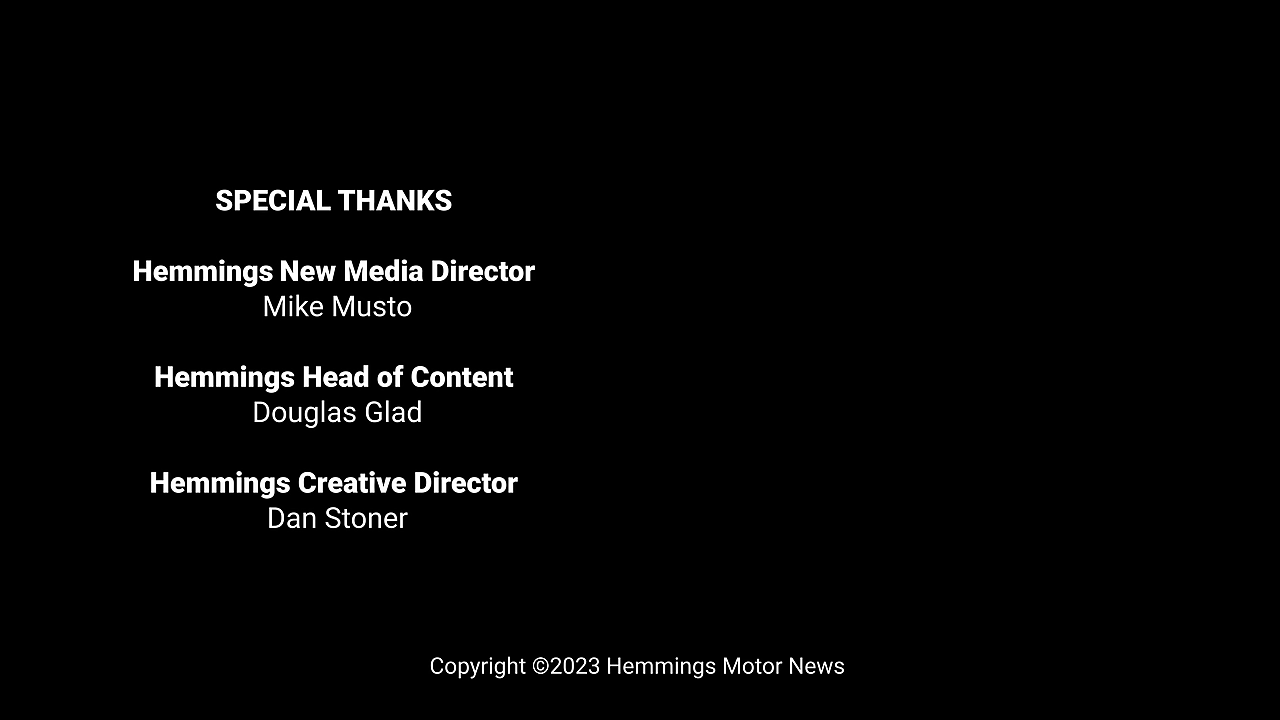 SPECIAL THANKS
Hemmings New Media Director
Mike Musto
Hemmings Head of Content
Douglas Glad
Hemmings Creative Director
Dan Stoner
Copyright ©2023 Hemmings Motor News